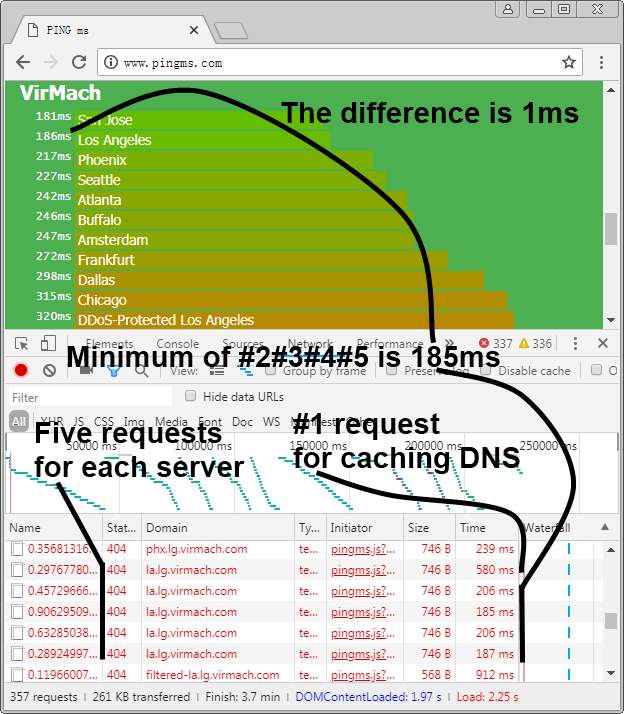 PING ms
www.pingms.com
VirMach
The difference is 1ms
181ms San Jose
186ms Los Angeles
217ms Phoenix
227ms Seattle
242ms Atlanta
246ms Buffalo
247ms Amsterdam
272ms Frankfurt
298ms Dallas
315ms Chicago
320ms DDoS-Protected Los Angeles
Elements Console Sources Network Performance » 337 336
Minimum of #2#3#4#5 is 185ms
View: Group by frame Preserve log Disable cache O
Filter Hide data URLs
All XHR JS CSS Img Media Font Doc WS Manifest Other
Five requests
for each server
#1 request
for caching DNS
50000 ms 100000 ms 150000 ms 200000 ms 250000 ms
Name Stat... Domain Ty... Initiator Size Time Waterfall
0.35681316... 404 phx.lg.virmach.com te... pingms.js?... 746 B 239 ms
0.29767780... 404 la.lg.virmach.com te... pingms.js?... 746 B 580 ms
0.45729666... 404 la.lg.virmach.com te... pingms.js?... 746 B 206 ms
0.90629509... 404 la.lg.virmach.com te... pingms.js?... 746 B 185 ms
0.63285038... 404 la.lg.virmach.com te... pingms.js?... 746 B 206 ms
0.28924997... 404 la.lg.virmach.com te... pingms.js?... 746 B 187 ms
0.11966007... 404 filtered-la.lg.virmach.com te... pingms.js?... 568 B 912 ms
357 requests | 261 KB transferred | Finish: 3.7 min | DOMContentLoaded: 1.97 s | Load: 2.25 s